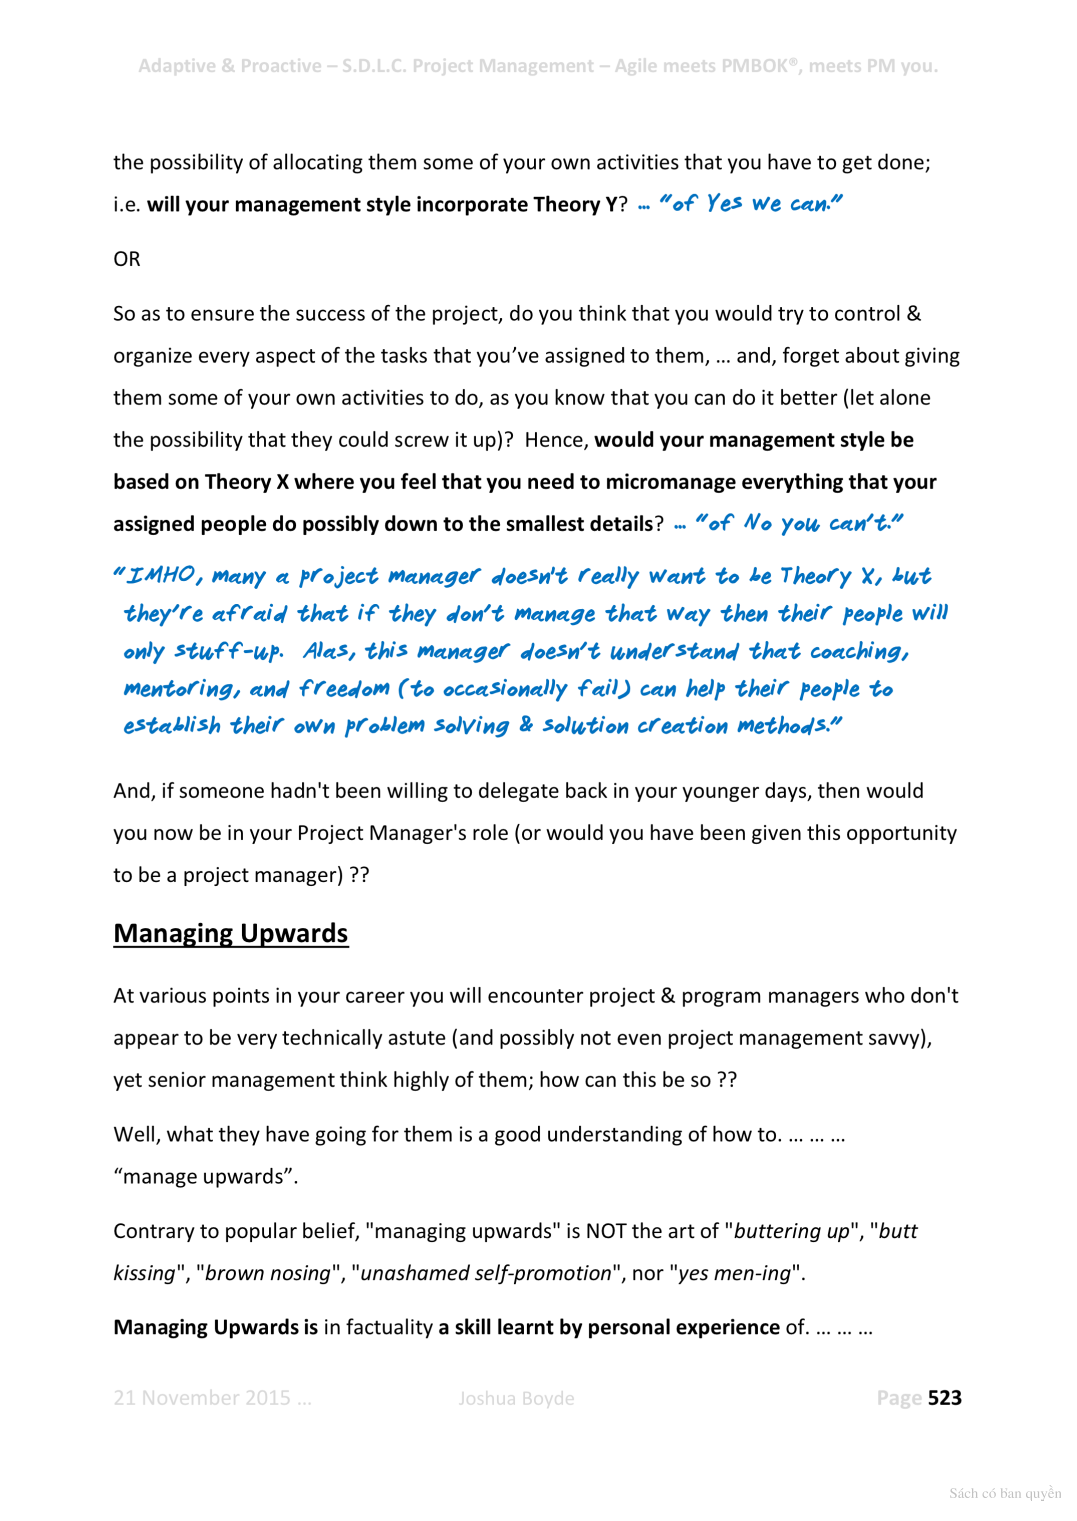 Adaptive & Proactive – S.D.L.C. Project Management – Agile meets PMBOK®, meets PM you.
the possibility of allocating them some of your own activities that you have to get done;
i.e. will your management style incorporate Theory Y? ... "of Yes we can."
OR
So as to ensure the success of the project, do you think that you would try to control &
organize every aspect of the tasks that you’ve assigned to them, ... and, forget about giving
them some of your own activities to do, as you know that you can do it better (let alone
the possibility that they could screw it up)? Hence, would your management style be
based on Theory X where you feel that you need to micromanage everything that your
assigned people do possibly down to the smallest details? ... "of No you can't."
"IMHO, many a project manager doesn't really want to be Theory X, but
they're afraid that if they don't manage that way then their people will
only stuff-up. Alas, this manager doesn't understand that coaching,
mentoring, and freedom (to occasionally fail) can help their people to
establish their own problem solving & solution creation methods."
And, if someone hadn't been willing to delegate back in your younger days, then would
you now be in your Project Manager's role (or would you have been given this opportunity
to be a project manager) ??
Managing Upwards
At various points in your career you will encounter project & program managers who don't
appear to be very technically astute (and possibly not even project management savvy),
yet senior management think highly of them; how can this be so ??
Well, what they have going for them is a good understanding of how to. ... ... ...
“manage upwards”.
Contrary to popular belief, "managing upwards" is NOT the art of "buttering up", "butt
kissing", "brown nosing", "unashamed self-promotion", nor "yes men-ing".
Managing Upwards is in factuality a skill learnt by personal experience of. ... ... ...
21 November 2015 ... Joshua Boyde Page 523
Sách có bản quyền